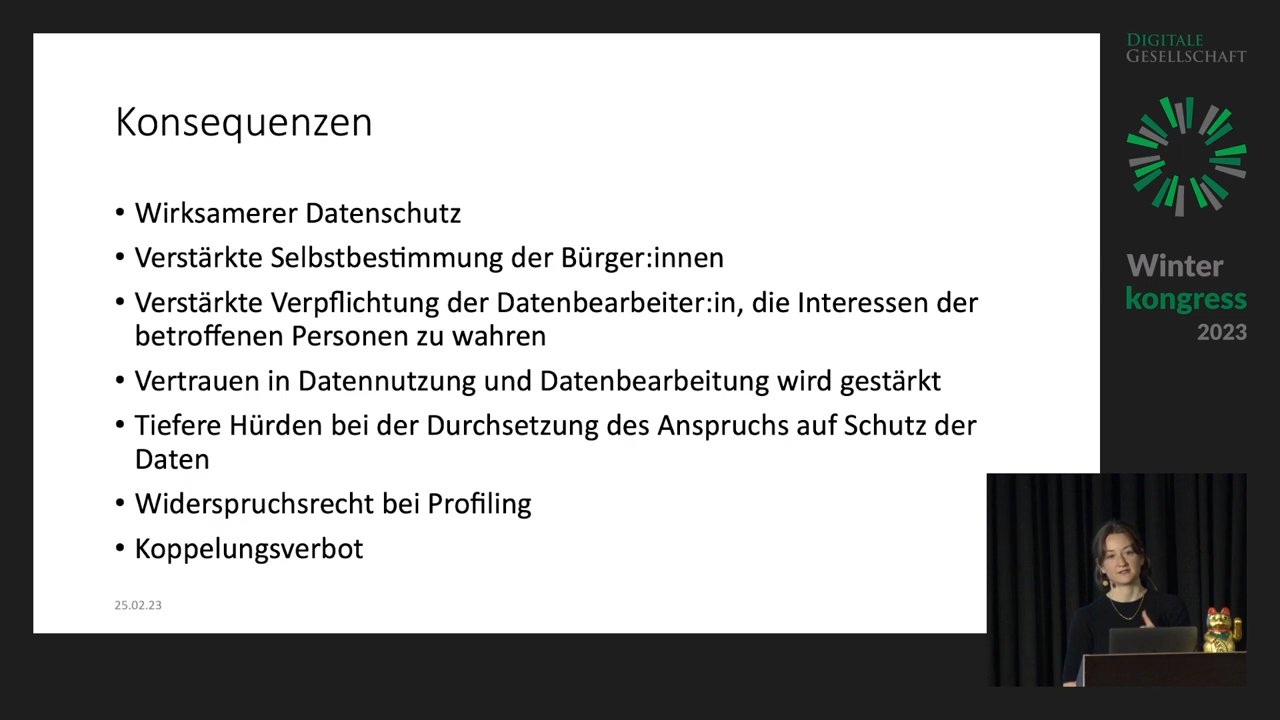 Konsequenzen
• Wirksamerer Datenschutz
• Verstärkte Selbstbestimmung der Bürger:innen
• Verstärkte Verpflichtung der Datenbearbeiter:in, die Interessen der
betroffenen Personen zu wahren
• Vertrauen in Datennutzung und Datenbearbeitung wird gestärkt
• Tiefere Hürden bei der Durchsetzung des Anspruchs auf Schutz der
Daten
• Widerspruchsrecht bei Profiling
• Koppelungsverbot
25.02.23
DIGITALE
GESELLSCHAFT
Winter
kongress
2023